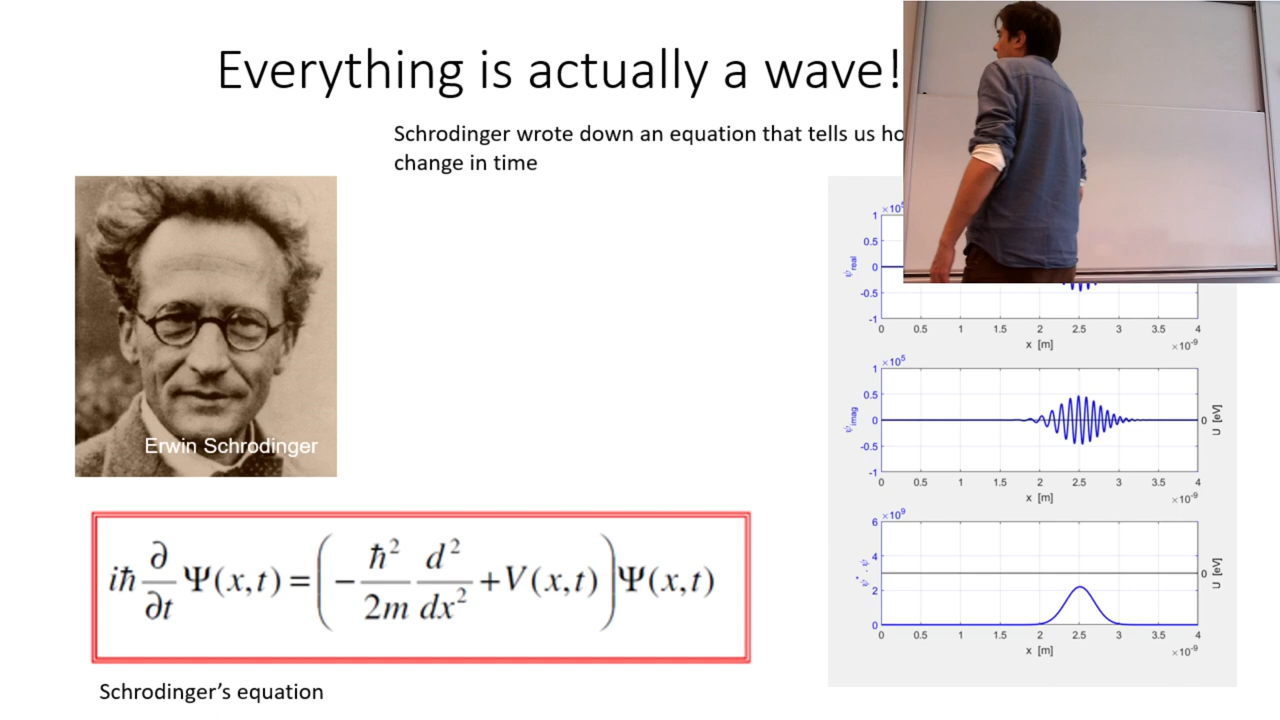 Everything is actually a wave!
Schrodinger wrote down an equation that tells us ho
change in time
Erwin Schrodinger
iħ ∂/∂t Ψ(x,t) = ( − ħ²/2m d²/dx² + V(x,t) ) Ψ(x,t)
Schrodinger's equation
×10⁵
1
0.5
0
-0.5
-1
ψ real
0 0.5 1 1.5 2 2.5 3 3.5 4
x [m]
×10⁻⁹
×10⁵
1
0.5
0
-0.5
-1
ψ imag
0
U [eV]
0 0.5 1 1.5 2 2.5 3 3.5 4
x [m]
×10⁻⁹
×10⁹
6
4
2
0
ψ* . ψ
0
U [eV]
0 0.5 1 1.5 2 2.5 3 3.5 4
x [m]
×10⁻⁹